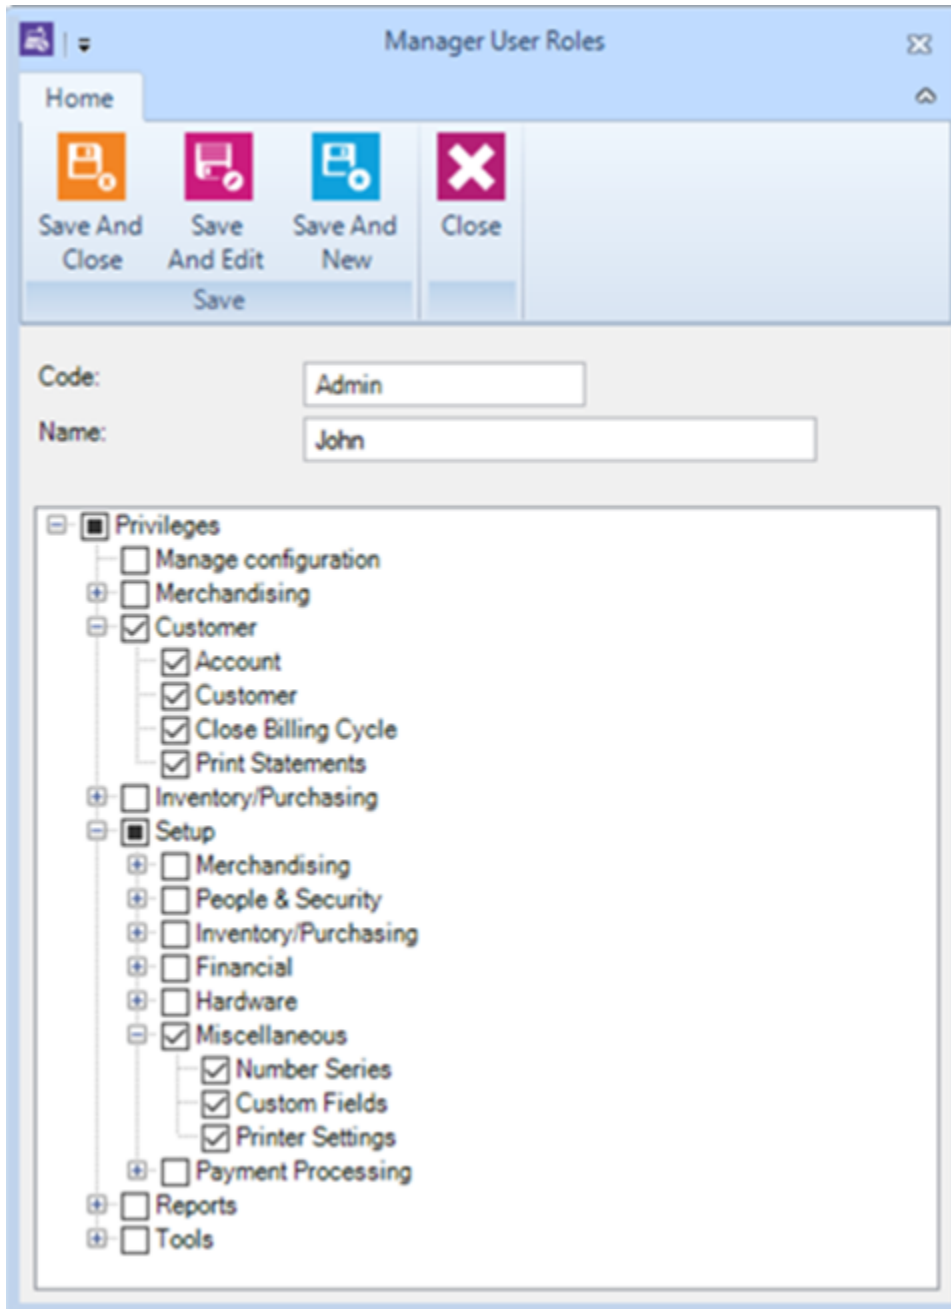 Manager User Roles
Home
Save And Close
Save And Edit
Save And New
Close
Save
Code: Admin
Name: John
Privileges
Manage configuration
Merchandising
Customer
Account
Customer
Close Billing Cycle
Print Statements
Inventory/Purchasing
Setup
Merchandising
People & Security
Inventory/Purchasing
Financial
Hardware
Miscellaneous
Number Series
Custom Fields
Printer Settings
Payment Processing
Reports
Tools